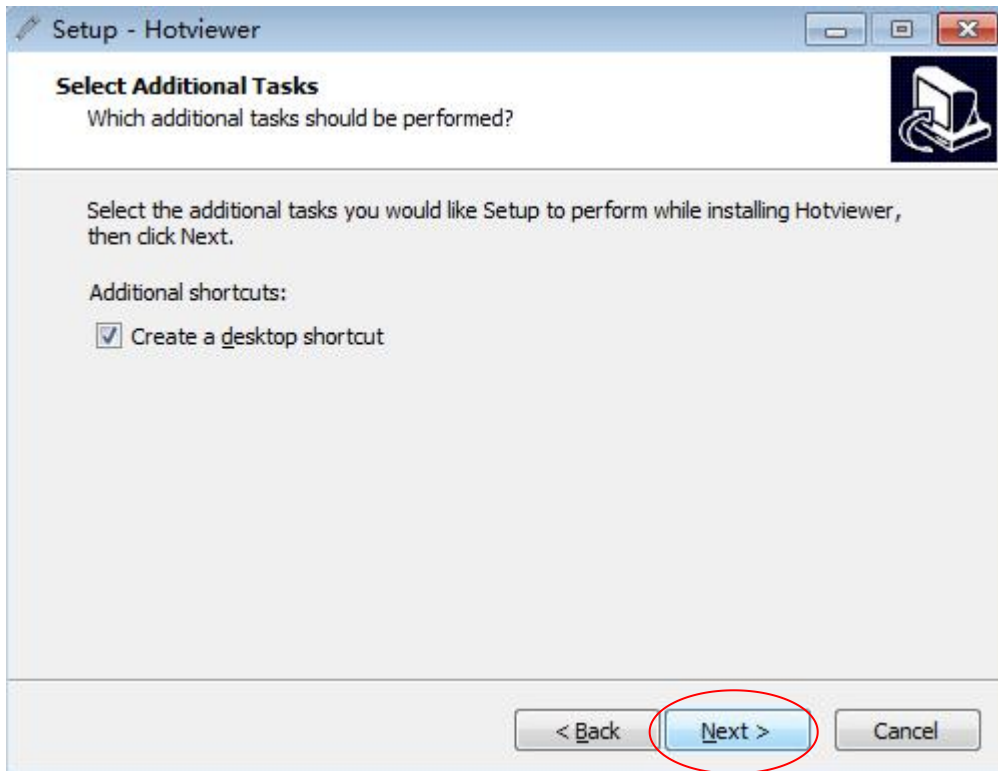 Setup - Hotviewer
Select Additional Tasks
Which additional tasks should be performed?
Select the additional tasks you would like Setup to perform while installing Hotviewer,
then click Next.
Additional shortcuts:
Create a desktop shortcut
< Back
Next >
Cancel